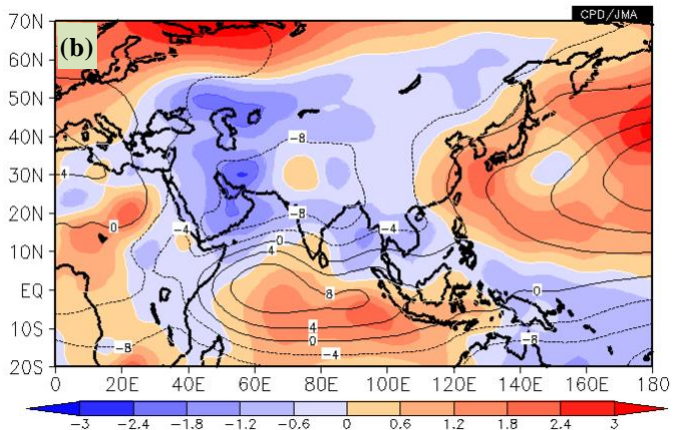 CPD/JMA
(b)
70N
60N
50N
40N
30N
20N
10N
EQ
10S
20S
-8
4
-8
0
-4
0
4
-4
8
0
4
0
-4
-8
-8
0 20E 40E 60E 80E 100E 120E 140E 160E 180
-3 -2.4 -1.8 -1.2 -0.6 0 0.6 1.2 1.8 2.4 3